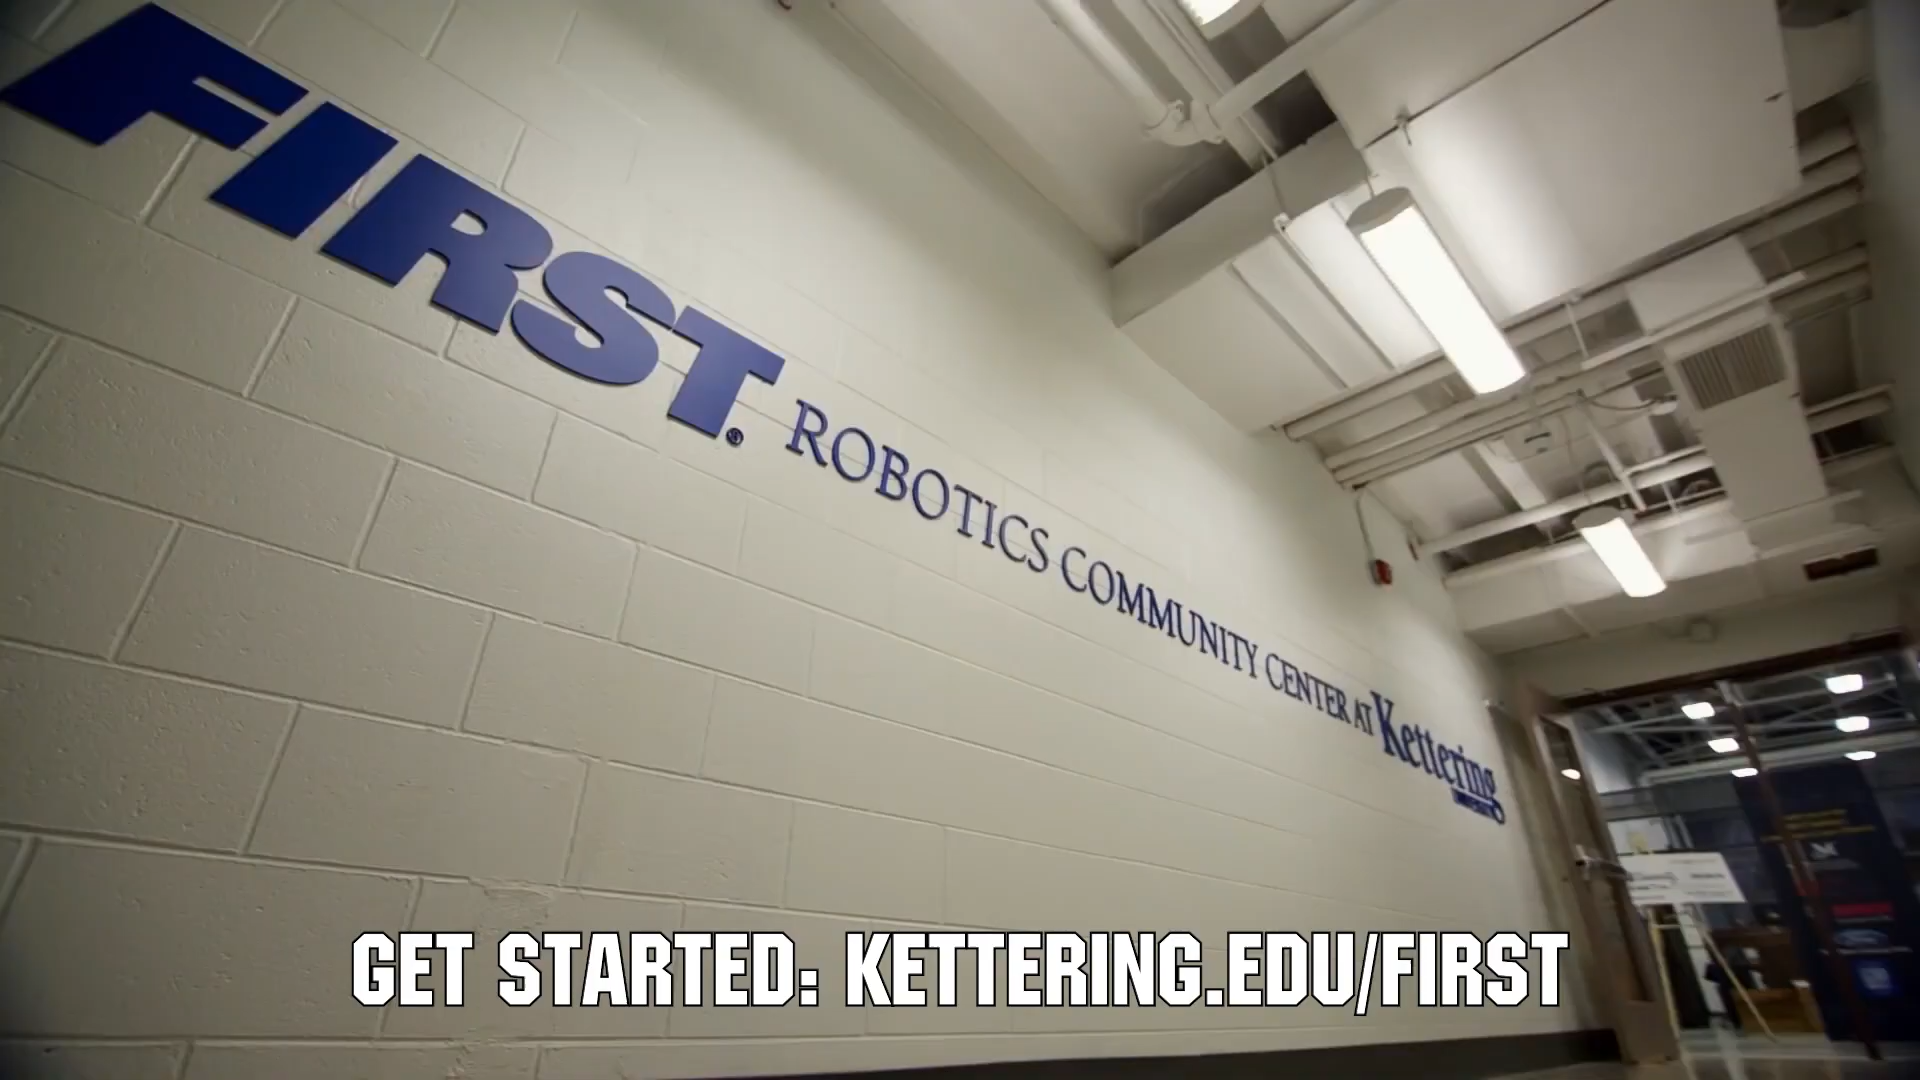 FIRST® ROBOTICS COMMUNITY CENTER AT Kettering
GET STARTED: KETTERING.EDU/FIRST